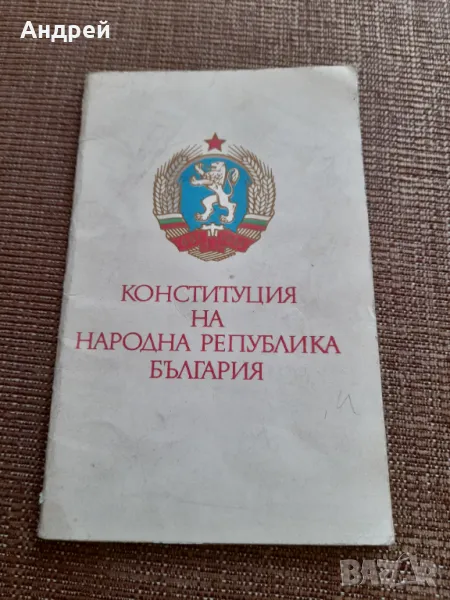 Андрей
КОНСТИТУЦИЯ
НА
НАРОДНА РЕПУБЛИКА
БЪЛГАРИЯ